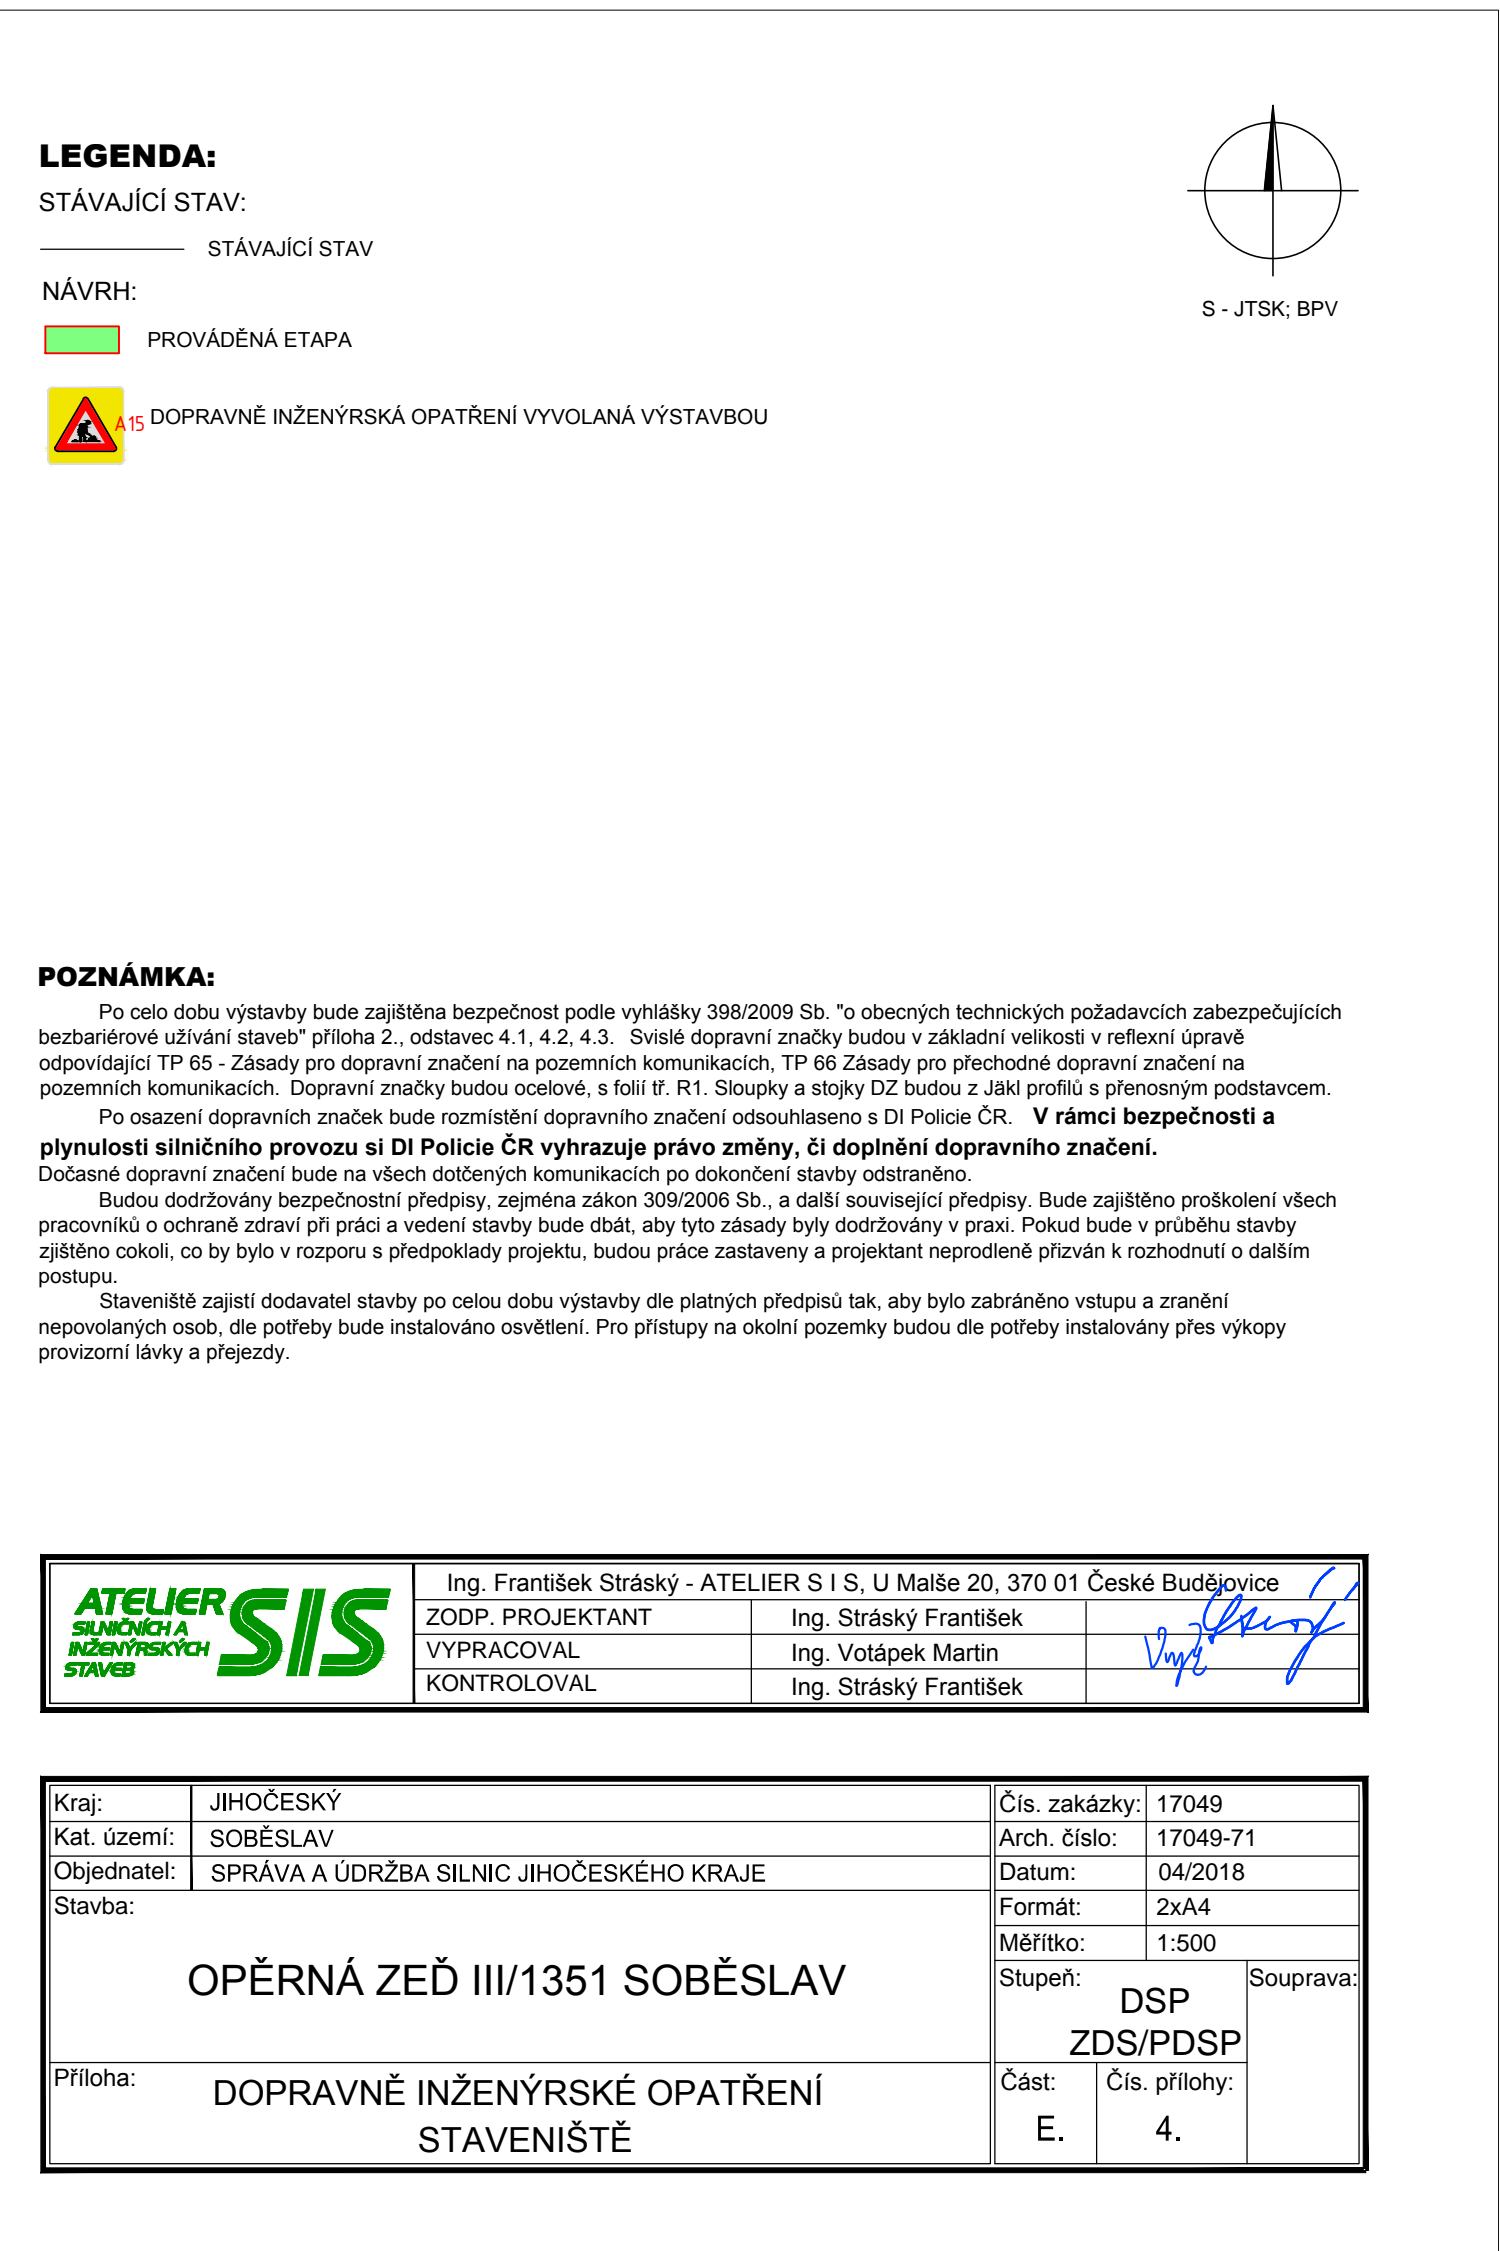 LEGENDA:
STÁVAJÍCÍ STAV:
STÁVAJÍCÍ STAV
NÁVRH:
PROVÁDĚNÁ ETAPA
A15 DOPRAVNĚ INŽENÝRSKÁ OPATŘENÍ VYVOLANÁ VÝSTAVBOU
S - JTSK; BPV
POZNÁMKA:
Po celo dobu výstavby bude zajištěna bezpečnost podle vyhlášky 398/2009 Sb. "o obecných technických požadavcích zabezpečujících
bezbariérové užívání staveb" příloha 2., odstavec 4.1, 4.2, 4.3. Svislé dopravní značky budou v základní velikosti v reflexní úpravě
odpovídající TP 65 - Zásady pro dopravní značení na pozemních komunikacích, TP 66 Zásady pro přechodné dopravní značení na
pozemních komunikacích. Dopravní značky budou ocelové, s folií tř. R1. Sloupky a stojky DZ budou z Jäkl profilů s přenosným podstavcem.
Po osazení dopravních značek bude rozmístění dopravního značení odsouhlaseno s DI Policie ČR. V rámci bezpečnosti a
plynulosti silničního provozu si DI Policie ČR vyhrazuje právo změny, či doplnění dopravního značení.
Dočasné dopravní značení bude na všech dotčených komunikacích po dokončení stavby odstraněno.
Budou dodržovány bezpečnostní předpisy, zejména zákon 309/2006 Sb., a další související předpisy. Bude zajištěno proškolení všech
pracovníků o ochraně zdraví při práci a vedení stavby bude dbát, aby tyto zásady byly dodržovány v praxi. Pokud bude v průběhu stavby
zjištěno cokoli, co by bylo v rozporu s předpoklady projektu, budou práce zastaveny a projektant neprodleně přizván k rozhodnutí o dalším
postupu.
Staveniště zajistí dodavatel stavby po celou dobu výstavby dle platných předpisů tak, aby bylo zabráněno vstupu a zranění
nepovolaných osob, dle potřeby bude instalováno osvětlení. Pro přístupy na okolní pozemky budou dle potřeby instalovány přes výkopy
provizorní lávky a přejezdy.
ATELIER
SILNIČNÍCH A
INŽENÝRSKÝCH
STAVEB
SIS
Ing. František Stráský - ATELIER S I S, U Malše 20, 370 01 České Budějovice
ZODP. PROJEKTANT Ing. Stráský František
VYPRACOVAL Ing. Votápek Martin
KONTROLOVAL Ing. Stráský František
Kraj: JIHOČESKÝ
Kat. území: SOBĚSLAV
Objednatel: SPRÁVA A ÚDRŽBA SILNIC JIHOČESKÉHO KRAJE
Stavba:
OPĚRNÁ ZEĎ III/1351 SOBĚSLAV
Příloha:
DOPRAVNĚ INŽENÝRSKÉ OPATŘENÍ
STAVENIŠTĚ
Čís. zakázky: 17049
Arch. číslo: 17049-71
Datum: 04/2018
Formát: 2xA4
Měřítko: 1:500
Stupeň:
DSP
ZDS/PDSP
Souprava:
Část:
E.
Čís. přílohy:
4.